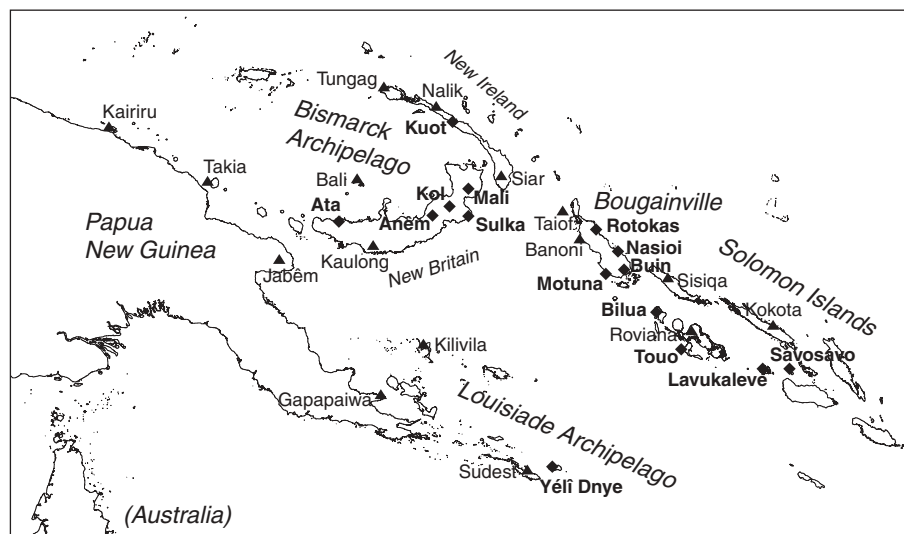 Tungag
Nalik
New Ireland
Kairiru
Kuot
Bismarck
Archipelago
Takia
Bali
Kol
Mali
Siar
Ata
Anêm
Sulka
Bougainville
Taiof
Rotokas
Papua
New Guinea
Nasioi
Banoni
Buin
Kaulong
New Britain
Jabêm
Motuna
Sisiqa
Solomon Islands
Bilua
Kokota
Roviana
Kilivila
Touo
Savosavo
Lavukaleve
Gapapaiwa
Louisiade Archipelago
Sudest
Yélî Dnye
(Australia)